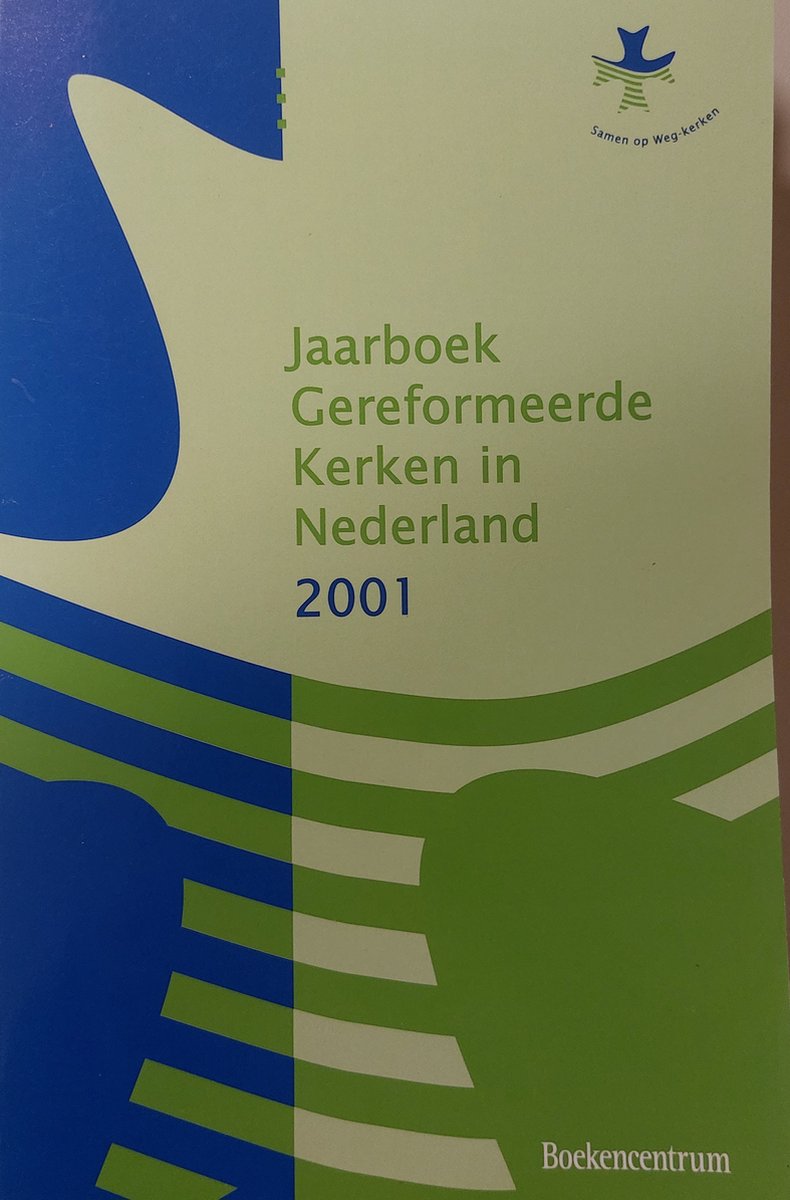 Samen op Weg-kerken
Jaarboek
Gereformeerde
Kerken in
Nederland
2001
Boekencentrum